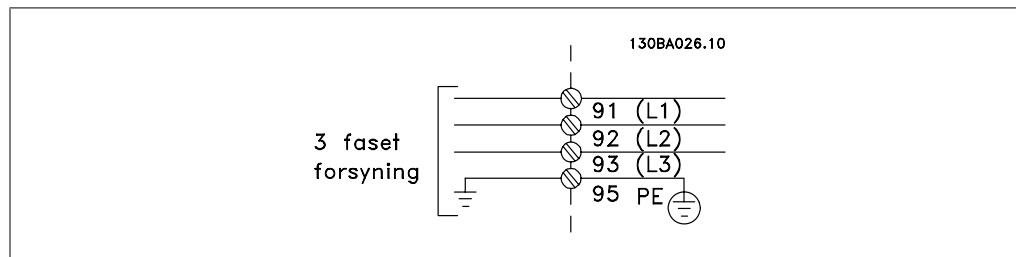 130BA026.10
3 faset
forsyning
91 (L1)
92 (L2)
93 (L3)
95 PE